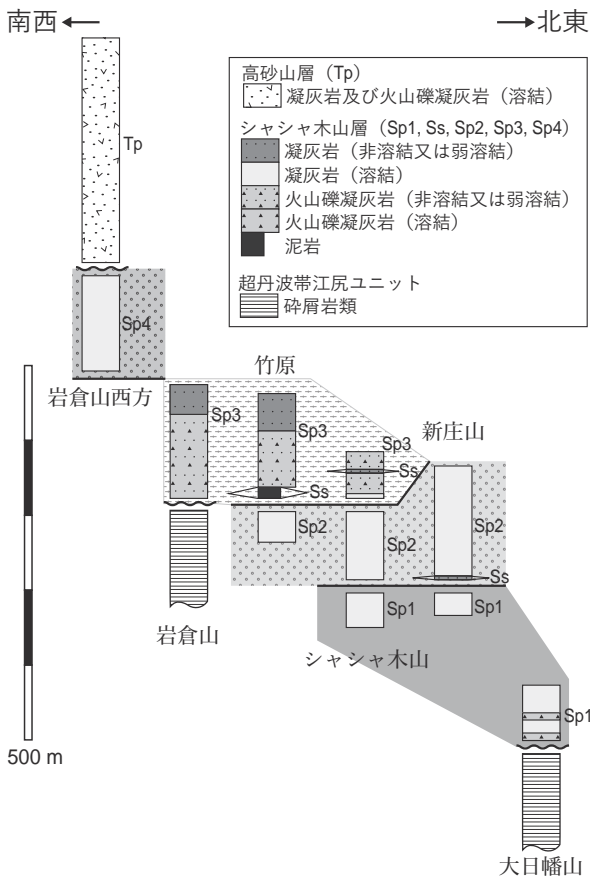 南西
北東
高砂山層（Tp）
凝灰岩及び火山礫凝灰岩（溶結）
シャシャ木山層（Sp1, Ss, Sp2, Sp3, Sp4）
凝灰岩（非溶結又は弱溶結）
凝灰岩（溶結）
火山礫凝灰岩（非溶結又は弱溶結）
火山礫凝灰岩（溶結）
泥岩
超丹波帯江尻ユニット
砕屑岩類
Tp
Sp4
岩倉山西方
竹原
新庄山
Sp3
Sp3
Sp3
Ss
Ss
Sp2
Sp2
Sp2
Ss
Sp1
Sp1
岩倉山
シャシャ木山
Sp1
500 m
大日幡山